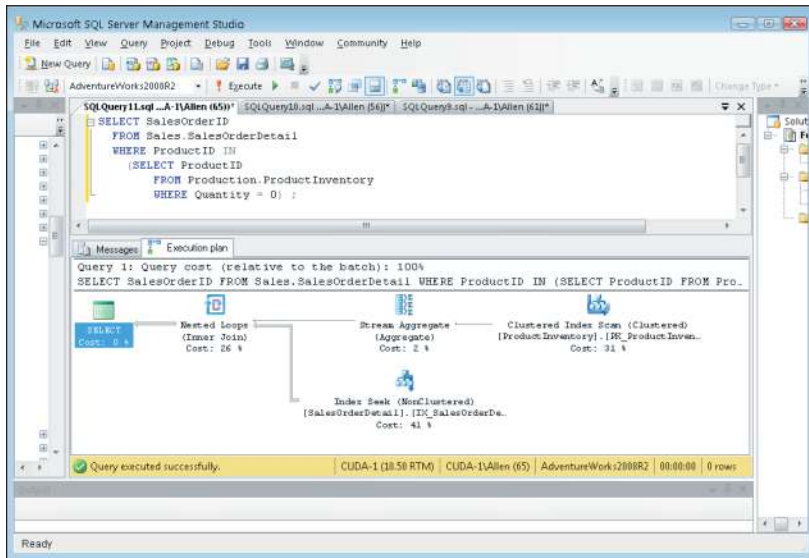 Microsoft SQL Server Management Studio
File Edit View Query Project Debug Tools Window Community Help
New Query
AdventureWorks2008R2 Execute Change Type
SQLQuery11.sql ...A-1\Allen (65))* SQLQuery10.sql ...A-1\Allen (56))* SQLQuery9.sql - ...A-1\Allen (61))*
SELECT SalesOrderID
FROM Sales.SalesOrderDetail
WHERE ProductID IN
(SELECT ProductID
FROM Production.ProductInventory
WHERE Quantity = 0) ;
Solut
Messages Execution plan
Query 1: Query cost (relative to the batch): 100%
SELECT SalesOrderID FROM Sales.SalesOrderDetail WHERE ProductID IN (SELECT ProductID FROM Pro...
SELECT
Cost: 0 %
Nested Loops
(Inner Join)
Cost: 26 %
Stream Aggregate
(Aggregate)
Cost: 2 %
Clustered Index Scan (Clustered)
[ProductInventory].[PK_ProductInven...
Cost: 31 %
Index Seek (NonClustered)
[SalesOrderDetail].[IX_SalesOrderDe...
Cost: 41 %
Query executed successfully. CUDA-1 (10.50 RTM) CUDA-1\Allen (65) AdventureWorks2008R2 00:00:00 0 rows
Output
Ready